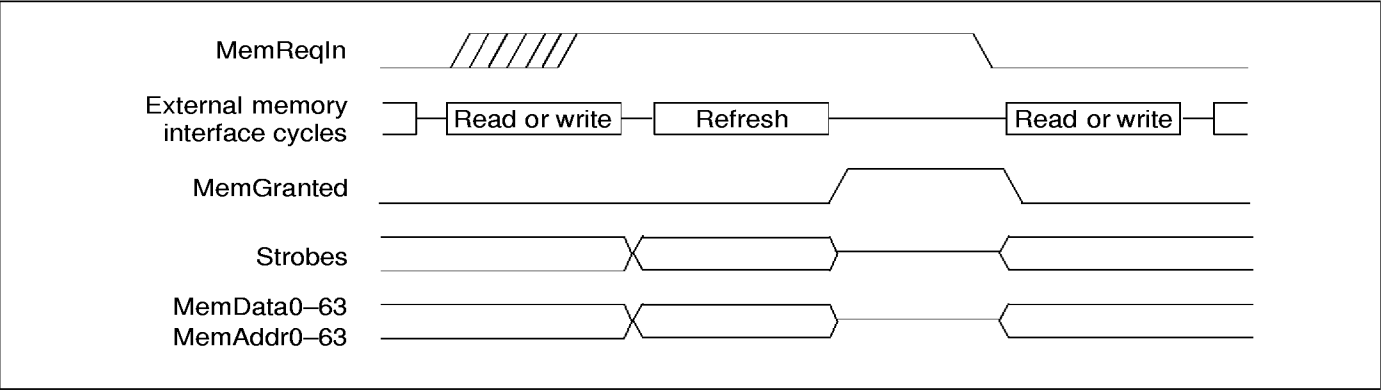 MemReqIn
External memory
interface cycles
Read or write
Refresh
Read or write
MemGranted
Strobes
MemData0–63
MemAddr0–63